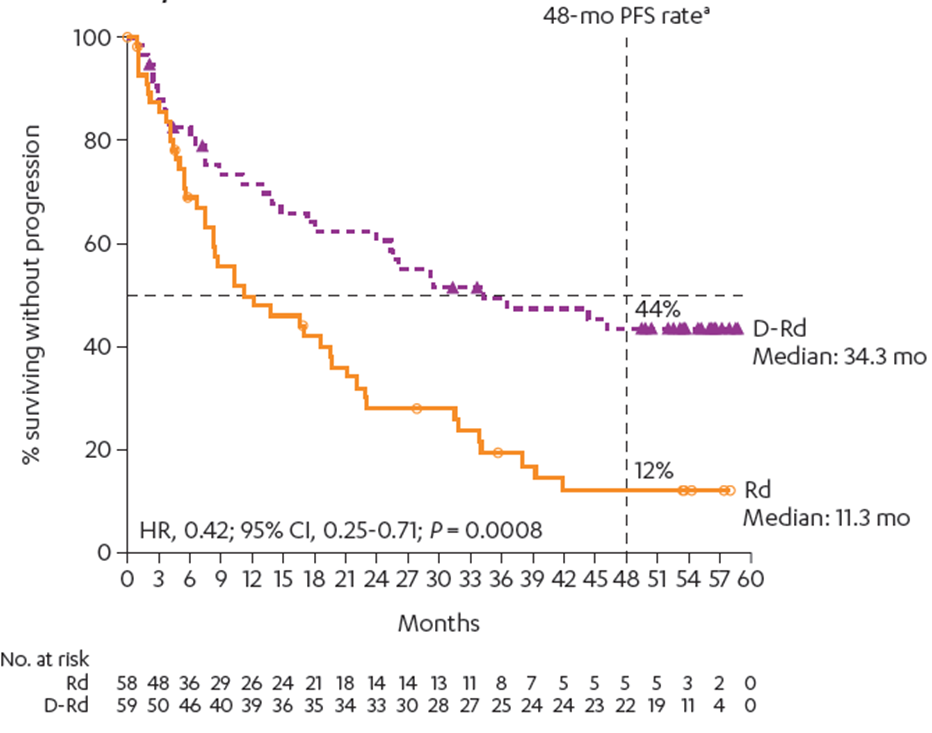 48-mo PFS rateᵃ
100
80
60
40
20
0
% surviving without progression
44%
D-Rd
Median: 34.3 mo
12%
Rd
Median: 11.3 mo
HR, 0.42; 95% CI, 0.25-0.71; P = 0.0008
0 3 6 9 12 15 18 21 24 27 30 33 36 39 42 45 48 51 54 57 60
Months
No. at risk
Rd 58 48 36 29 26 24 21 18 14 14 13 11 8 7 5 5 5 5 3 2 0
D-Rd 59 50 46 40 39 36 35 34 33 30 28 27 25 24 24 23 22 19 11 4 0